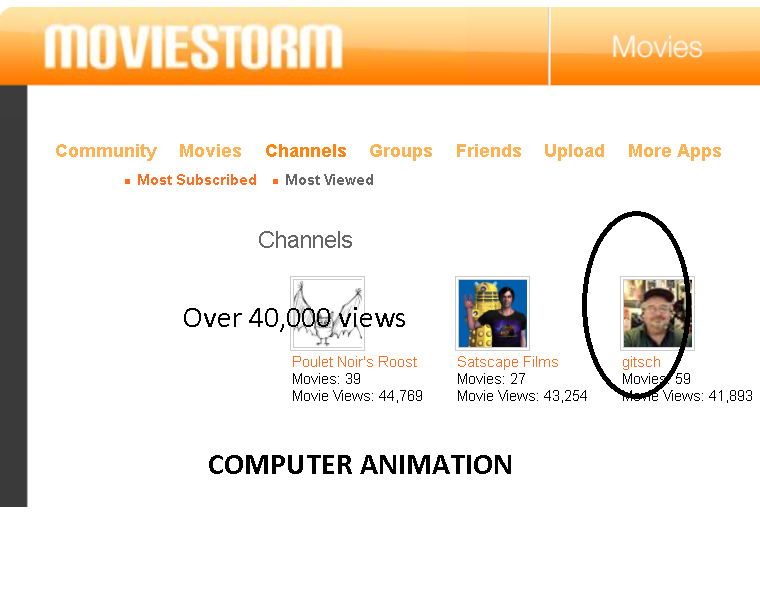 MOVIESTORM
Movies
Community Movies Channels Groups Friends Upload More Apps
Most Subscribed Most Viewed
Channels
Over 40,000 views
Poulet Noir's Roost
Movies: 39
Movie Views: 44,769
Satscape Films
Movies: 27
Movie Views: 43,254
gitsch
Movies: 59
Movie Views: 41,893
COMPUTER ANIMATION